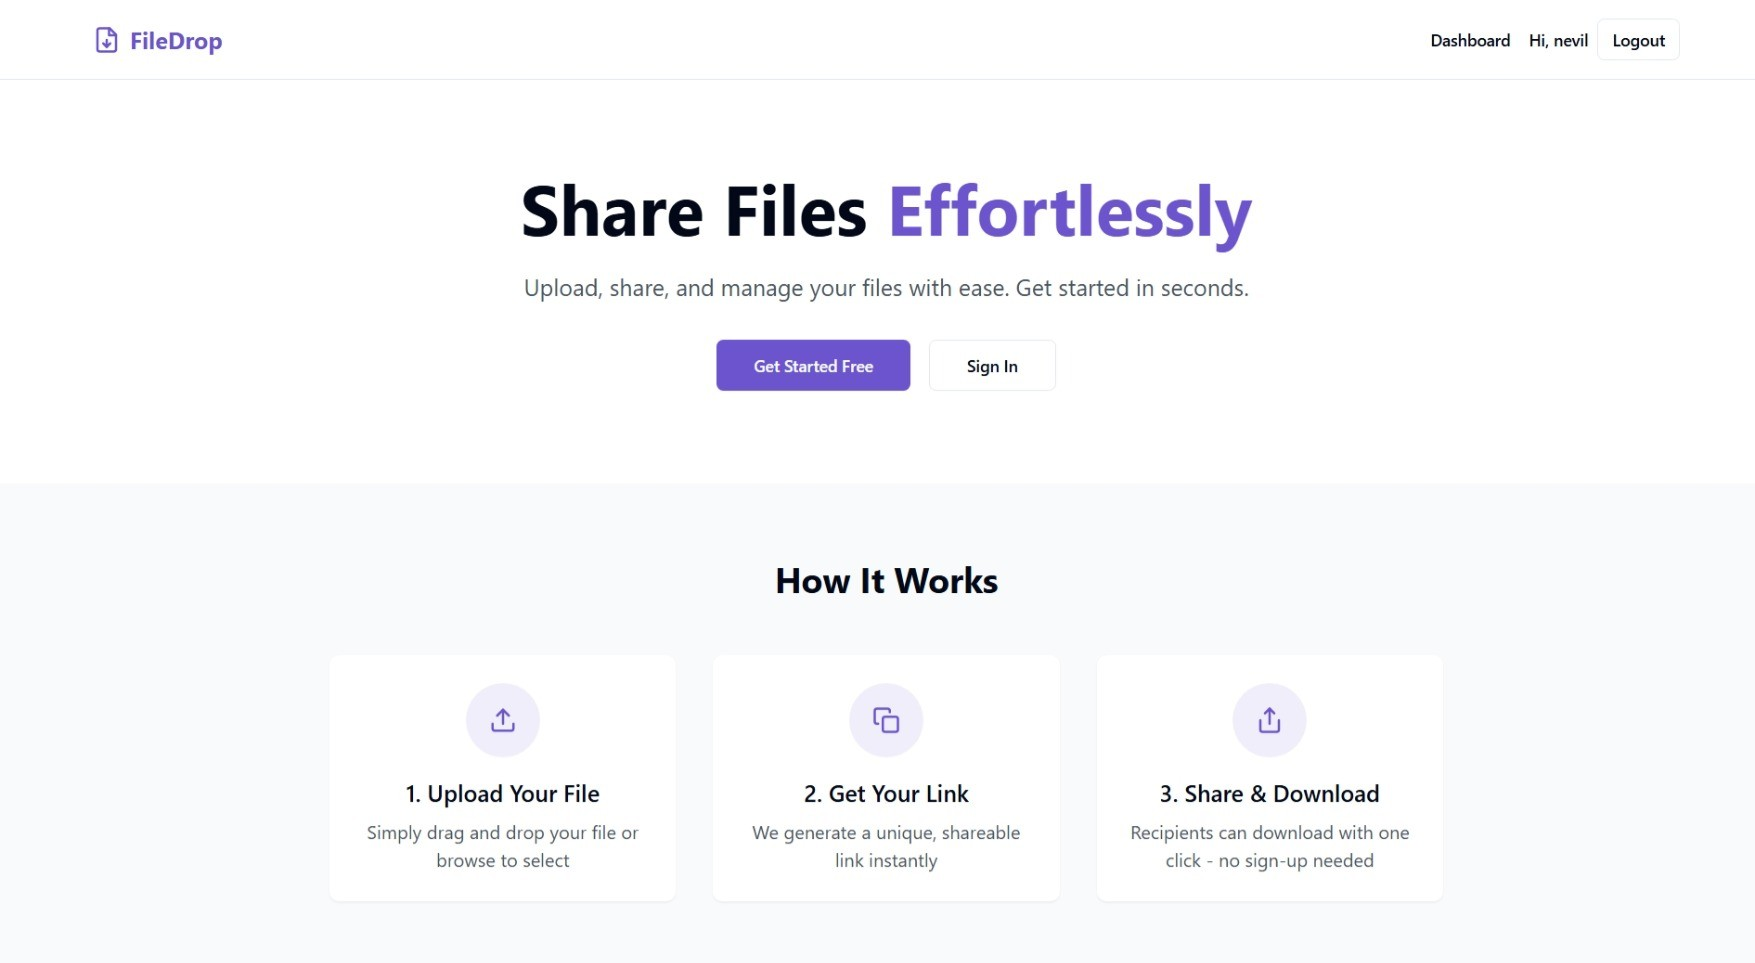 FileDrop
Dashboard
Hi, nevil
Logout
Share Files Effortlessly
Upload, share, and manage your files with ease. Get started in seconds.
Get Started Free
Sign In
How It Works
1. Upload Your File
Simply drag and drop your file or
browse to select
2. Get Your Link
We generate a unique, shareable
link instantly
3. Share & Download
Recipients can download with one
click - no sign-up needed